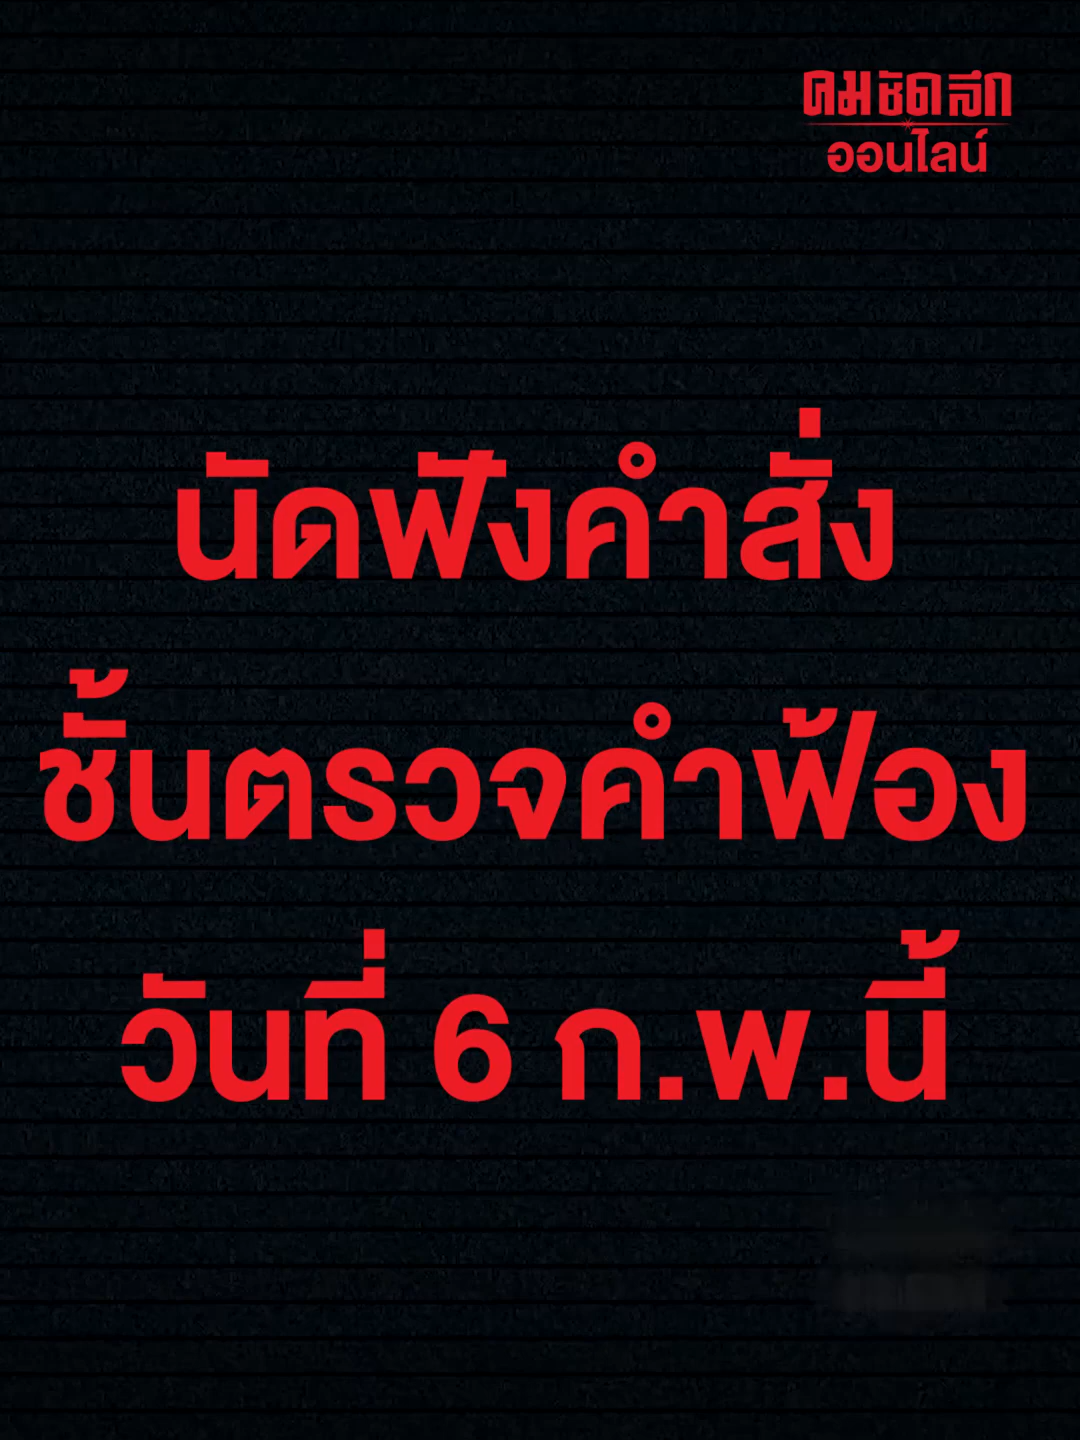 คมชัดลึก
ออนไลน์
นัดฟังคำสั่ง
ชั้นตรวจคำฟ้อง
วันที่ 6 ก.พ.นี้